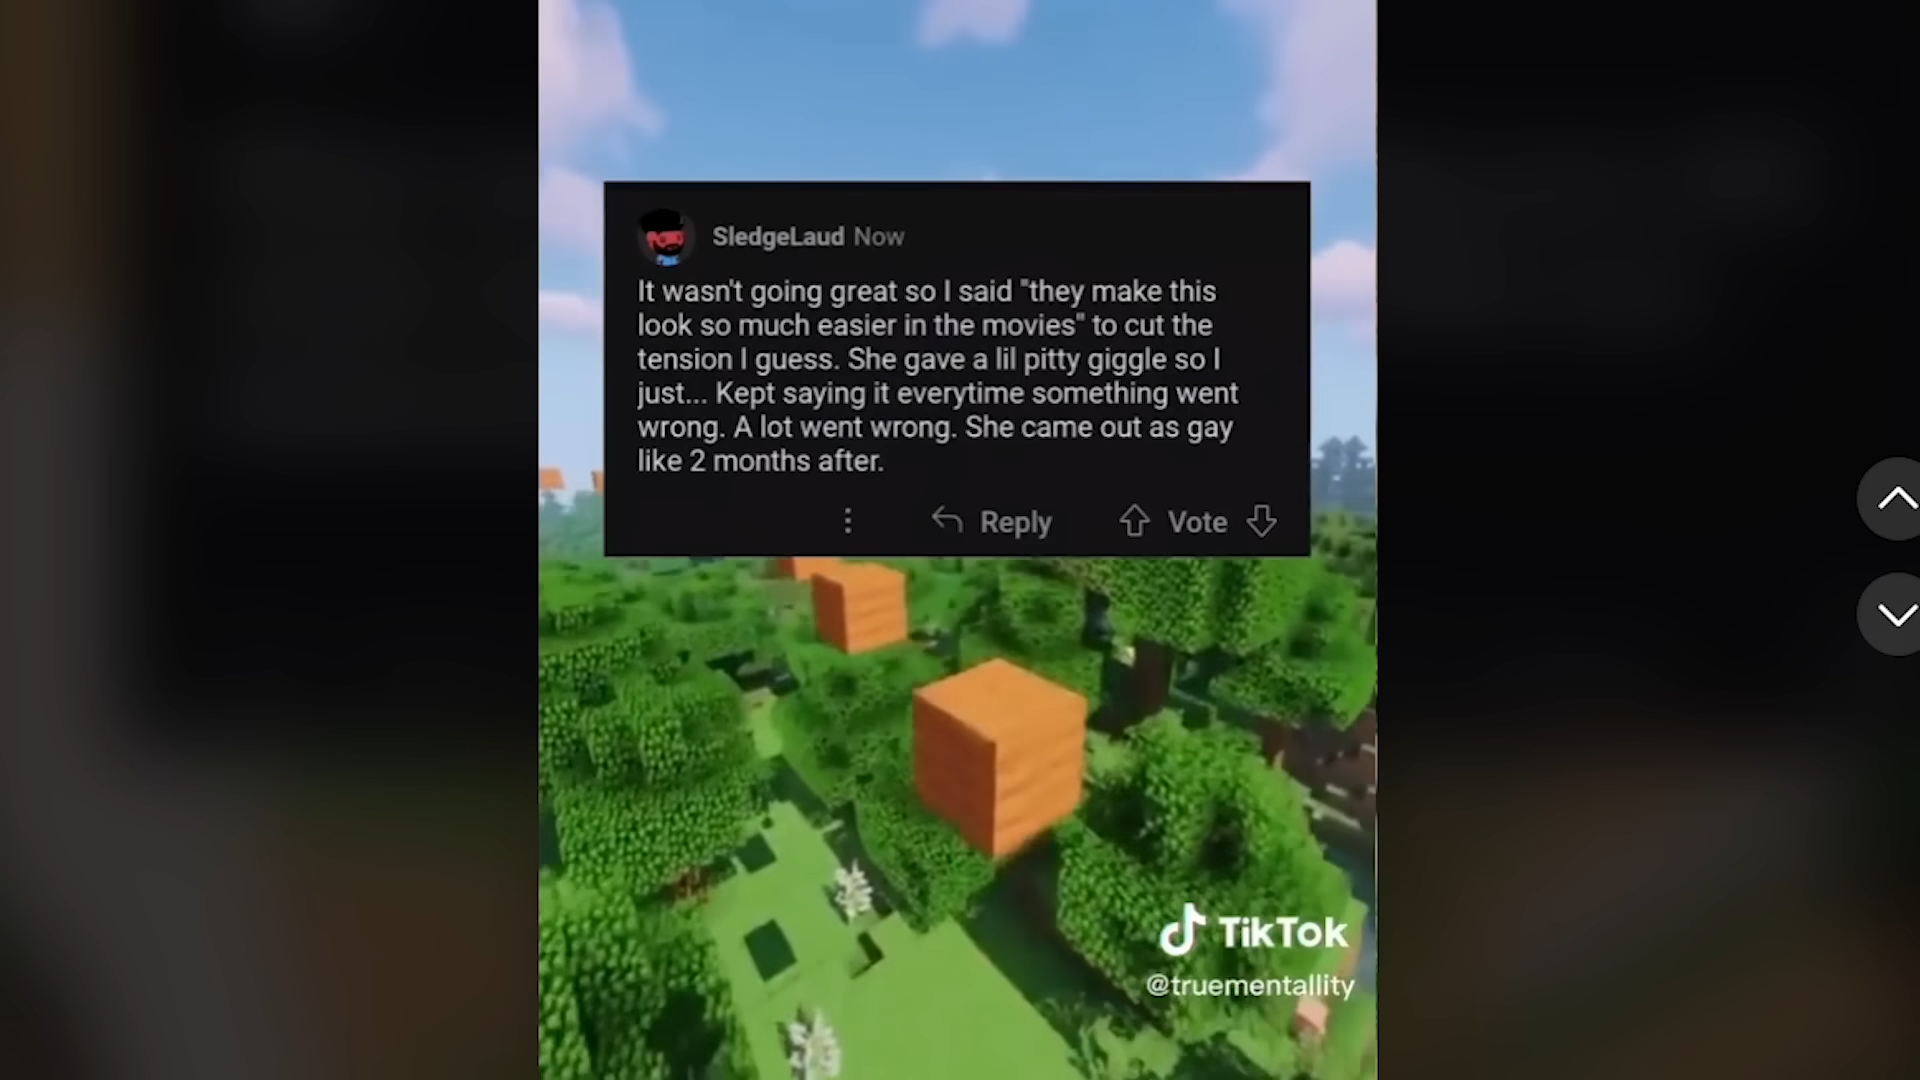 SledgeLaud Now
It wasn't going great so I said "they make this
look so much easier in the movies" to cut the
tension I guess. She gave a lil pitty giggle so I
just... Kept saying it everytime something went
wrong. A lot went wrong. She came out as gay
like 2 months after.
Reply Vote
TikTok
@truementallity